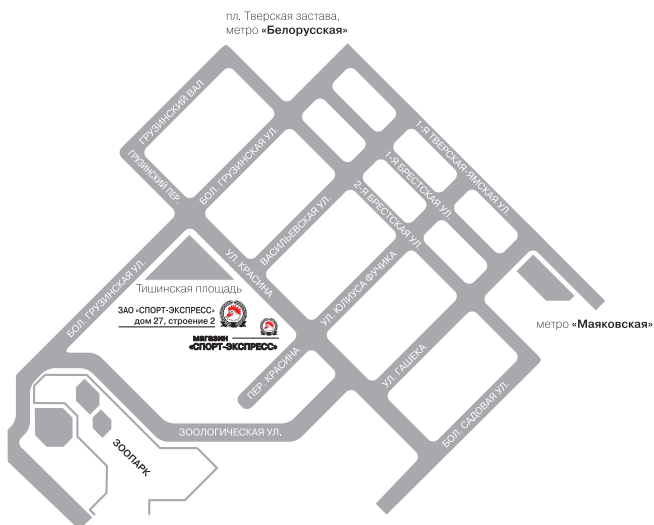 пл. Тверская застава,
метро «Белорусская»
ГРУЗИНСКИЙ ВАЛ
ГРУЗИНСКИЙ ПЕР.
БОЛ. ГРУЗИНСКАЯ УЛ.
1-Я ТВЕРСКАЯ-ЯМСКАЯ УЛ.
1-Я БРЕСТСКАЯ УЛ.
2-Я БРЕСТСКАЯ УЛ.
ВАСИЛЬЕВСКАЯ УЛ.
УЛ. КРАСИНА
УЛ. ЮЛИУСА ФУЧИКА
БОЛ. ГРУЗИНСКАЯ УЛ.
Тишинская площадь
ЗАО «СПОРТ-ЭКСПРЕСС»
дом 27, строение 2
магазин
«СПОРТ-ЭКСПРЕСС»
метро «Маяковская»
ПЕР. КРАСИНА
УЛ. ГАШЕКА
БОЛ. САДОВАЯ УЛ.
ЗООЛОГИЧЕСКАЯ УЛ.
ЗООПАРК